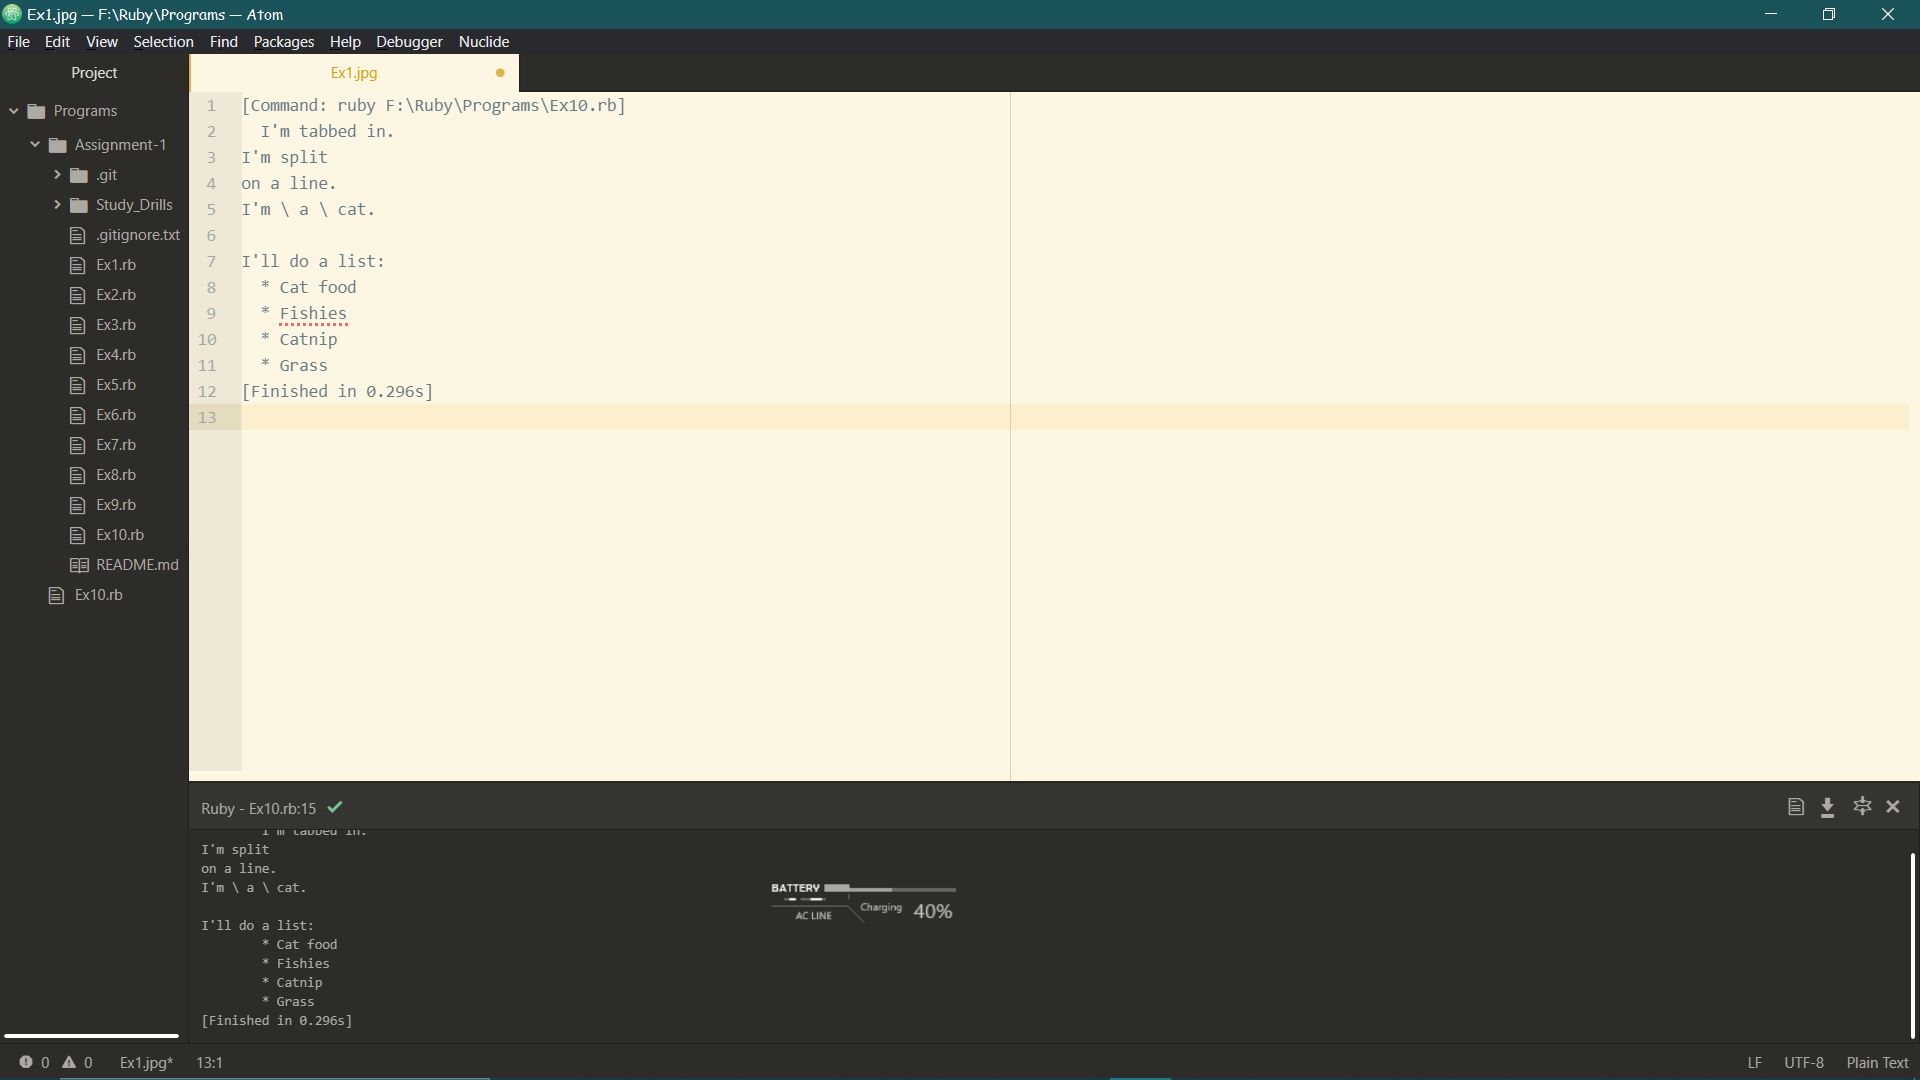 Ex1.jpg — F:\Ruby\Programs — Atom
File Edit View Selection Find Packages Help Debugger Nuclide
Project
Ex1.jpg
Programs
Assignment-1
.git
Study_Drills
.gitignore.txt
Ex1.rb
Ex2.rb
Ex3.rb
Ex4.rb
Ex5.rb
Ex6.rb
Ex7.rb
Ex8.rb
Ex9.rb
Ex10.rb
README.md
Ex10.rb
1 [Command: ruby F:\Ruby\Programs\Ex10.rb]
2   I'm tabbed in.
3 I'm split
4 on a line.
5 I'm \ a \ cat.
6
7 I'll do a list:
8   * Cat food
9   * Fishies
10   * Catnip
11   * Grass
12 [Finished in 0.296s]
13
Ruby - Ex10.rb:15
I'm tabbed in.
I'm split
on a line.
I'm \ a \ cat.
I'll do a list:
* Cat food
* Fishies
* Catnip
* Grass
[Finished in 0.296s]
BATTERY
AC LINE Charging 40%
0 0 Ex1.jpg* 13:1 LF UTF-8 Plain Text